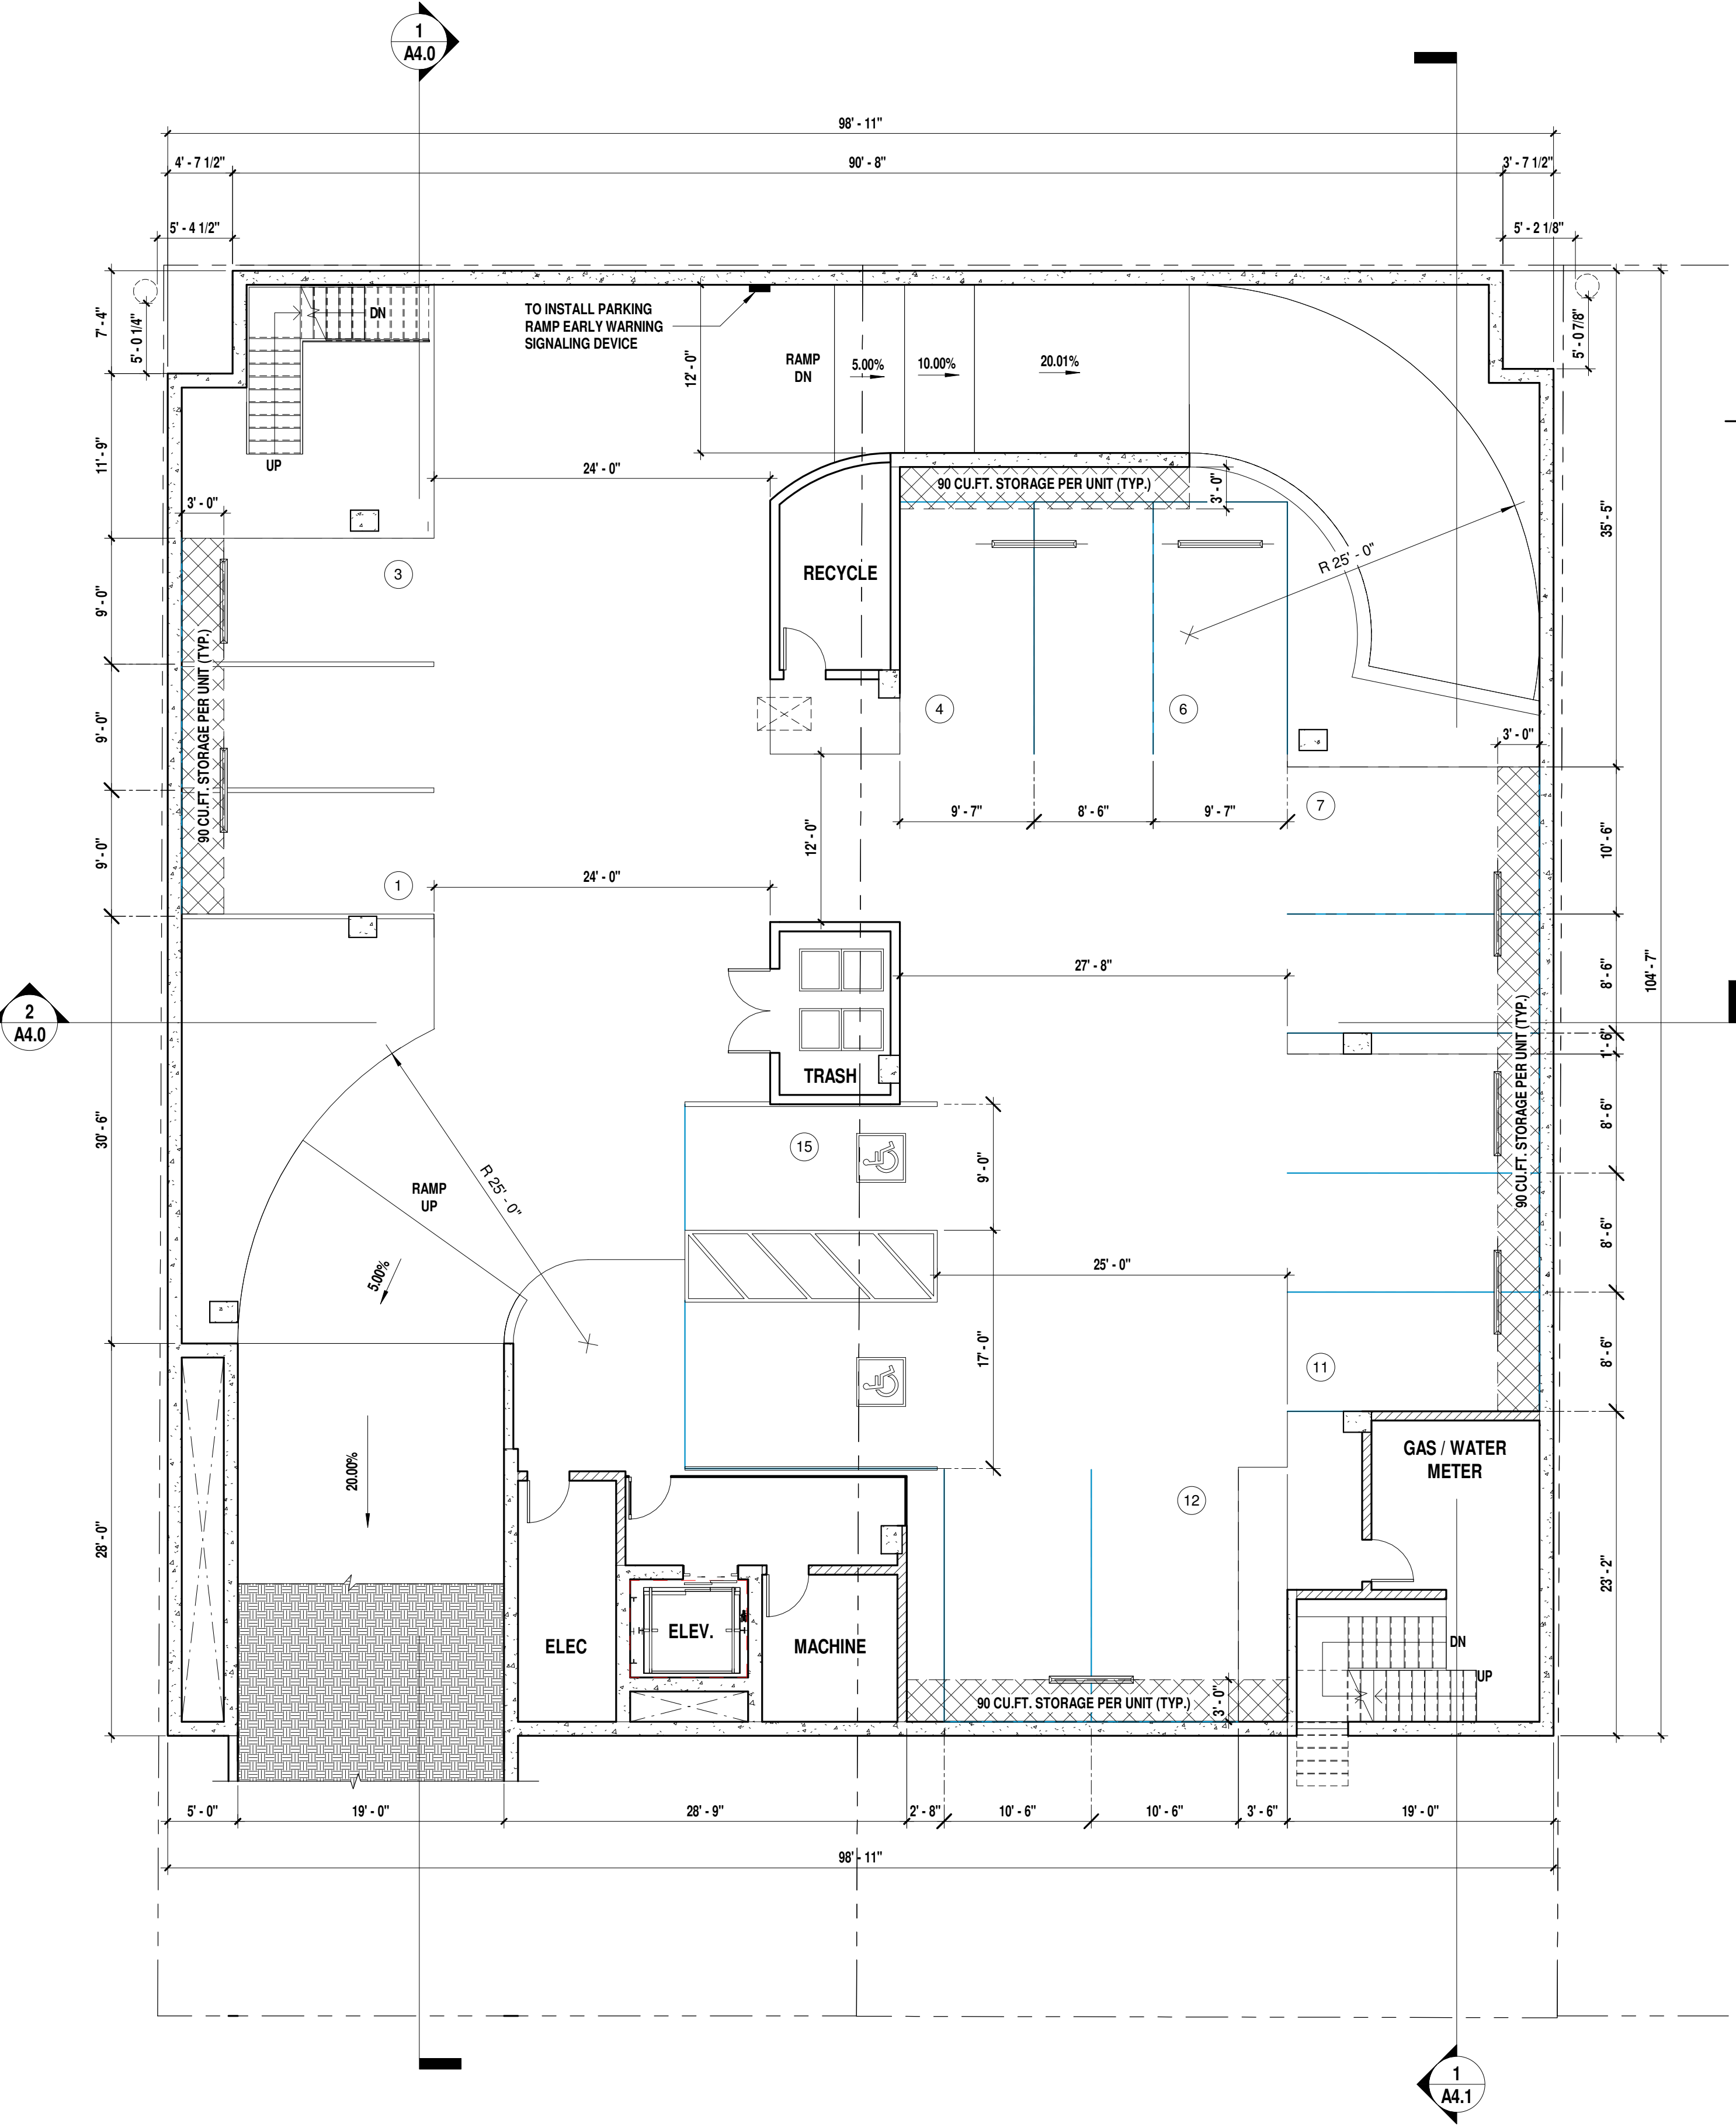 1
A4.0
98' - 11"
4' - 7 1/2"
90' - 8"
3' - 7 1/2"
5' - 4 1/2"
5' - 2 1/8"
7' - 4"
5' - 0 1/4"
DN
TO INSTALL PARKING
RAMP EARLY WARNING
SIGNALING DEVICE
12' - 0"
RAMP
DN
5.00%
10.00%
20.01%
5' - 0 7/8"
11' - 9"
UP
24' - 0"
90 CU.FT. STORAGE PER UNIT (TYP.)
3' - 0"
3' - 0"
35' - 5"
R 25' - 0"
RECYCLE
3
9' - 0"
90 CU.FT. STORAGE PER UNIT (TYP.)
9' - 0"
4
6
3' - 0"
9' - 7"
8' - 6"
9' - 7"
7
10' - 6"
12' - 0"
9' - 0"
1
24' - 0"
27' - 8"
8' - 6"
104' - 7"
2
A4.0
1' - 6"
90 CU.FT. STORAGE PER UNIT (TYP.)
TRASH
15
9' - 0"
8' - 6"
30' - 6"
RAMP
UP
R 25' - 0"
5.00%
25' - 0"
8' - 6"
17' - 0"
11
8' - 6"
20.00%
12
GAS / WATER
METER
28' - 0"
23' - 2"
ELEC
ELEV.
MACHINE
DN
UP
90 CU.FT. STORAGE PER UNIT (TYP.)
3' - 0"
5' - 0"
19' - 0"
28' - 9"
2' - 8"
10' - 6"
10' - 6"
3' - 6"
19' - 0"
98' - 11"
1
A4.1